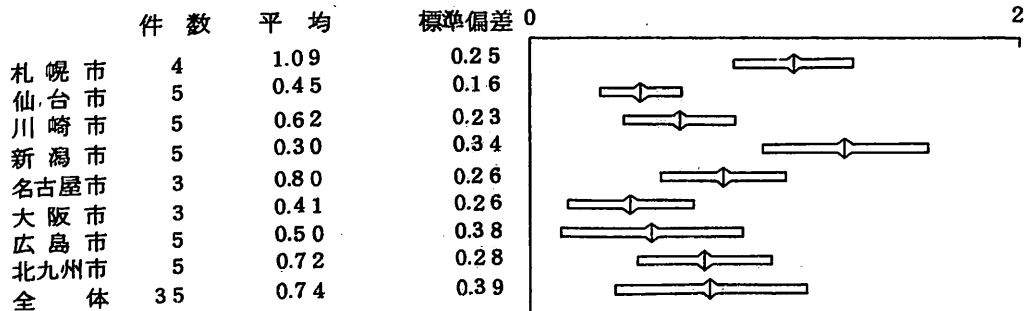 件数 平均 標準偏差 0 2
札幌市 4 1.09 0.25
仙台市 5 0.45 0.16
川崎市 5 0.62 0.23
新潟市 5 0.30 0.34
名古屋市 3 0.80 0.26
大阪市 3 0.41 0.26
広島市 5 0.50 0.38
北九州市 5 0.72 0.28
全体 35 0.74 0.39